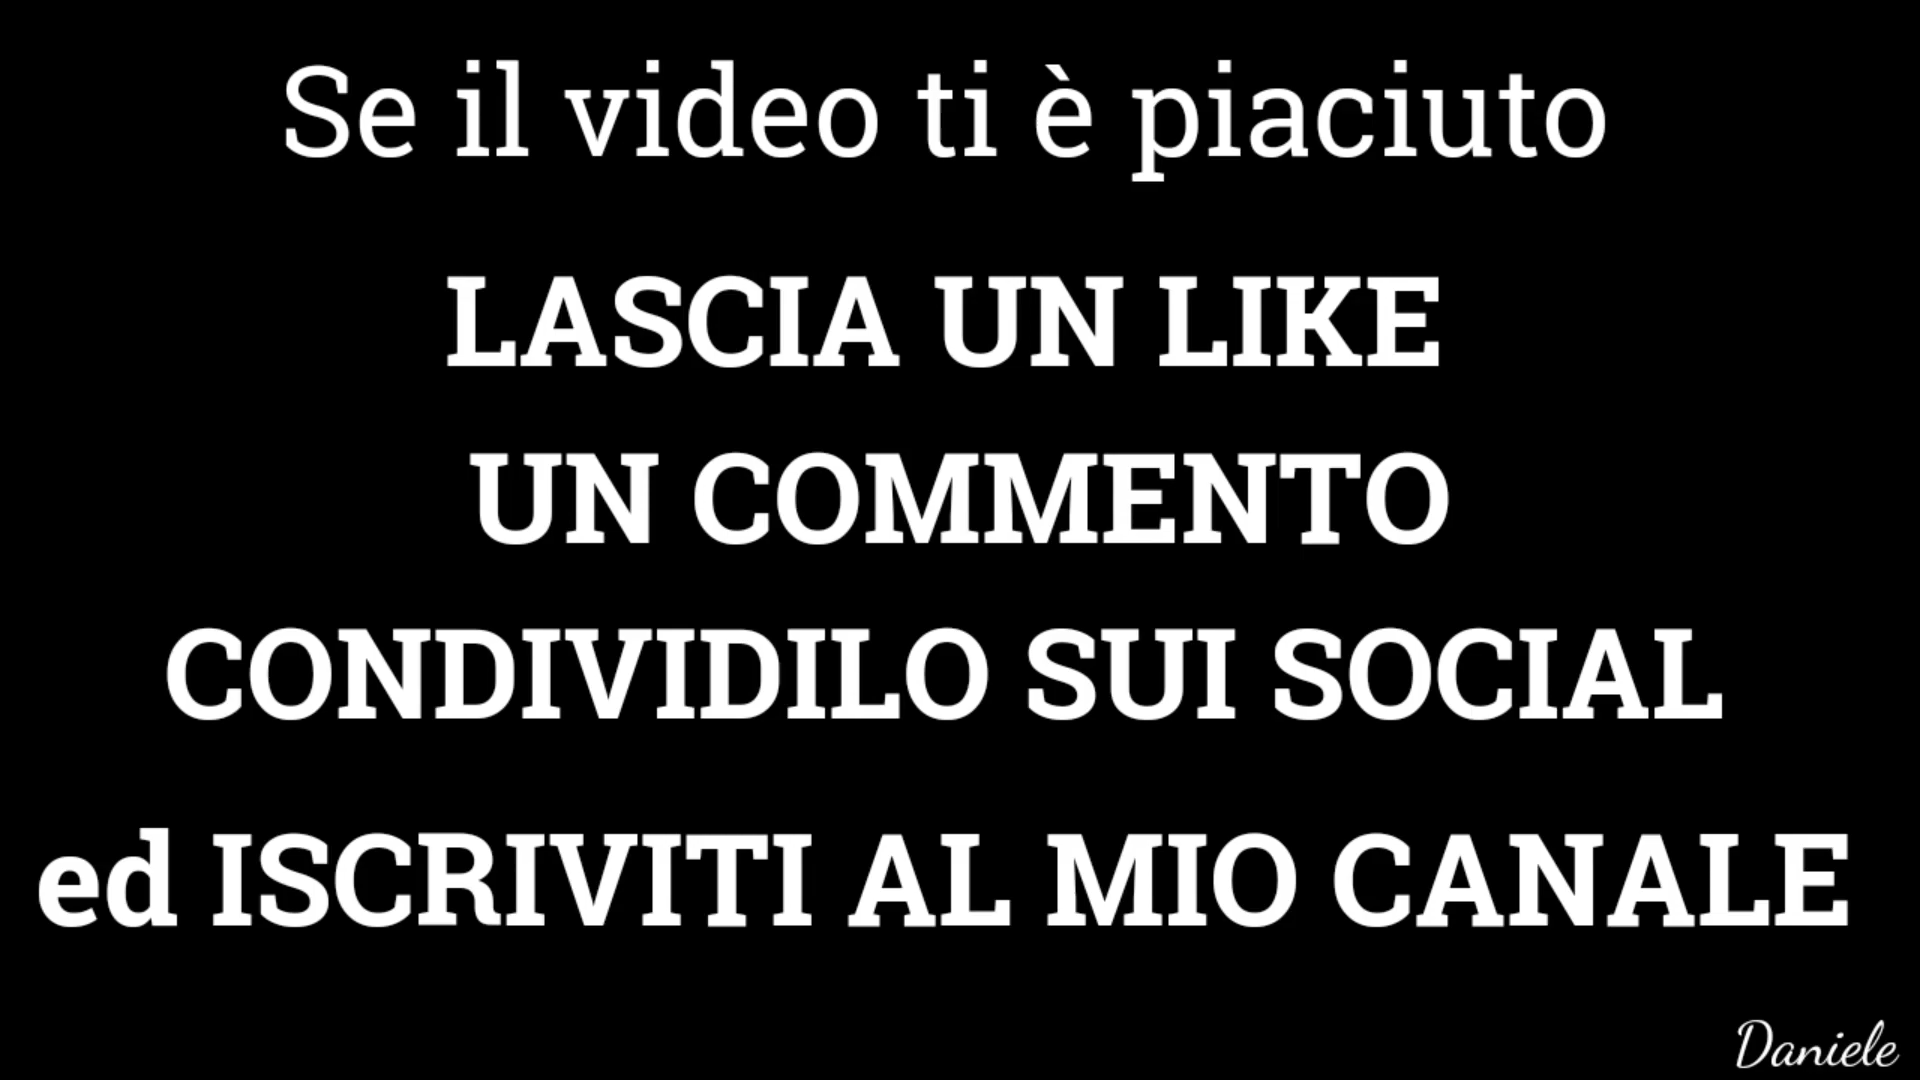 Se il video ti è piaciuto
LASCIA UN LIKE
UN COMMENTO
CONDIVIDILO SUI SOCIAL
ed ISCRIVITI AL MIO CANALE
Daniele